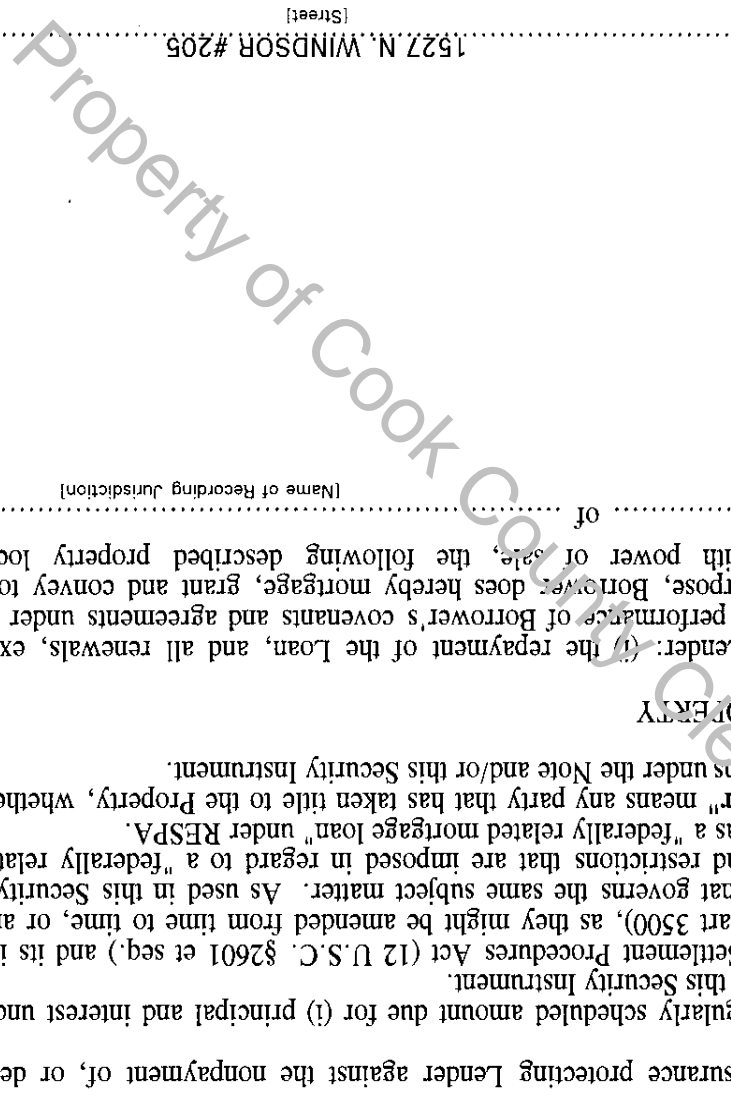 surance protecting Lender against the nonpayment of, or de
gularly scheduled amount due for (i) principal and interest und
this Security Instrument.
Settlement Procedures Act (12 U.S.C. §2601 et seq.) and its i
art 3500), as they might be amended from time to time, or an
hat governs the same subject matter. As used in this Security
nd restrictions that are imposed in regard to a "federally relat
as a "federally related mortgage loan" under RESPA.
r" means any party that has taken title to the Property, whethe
ns under the Note and/or this Security Instrument.
OPERTY
Lender: (i) the repayment of the Loan, and all renewals, ex
performance of Borrower's covenants and agreements under
rpose, Borrower does hereby mortgage, grant and convey to
ith power of sale, the following described property loc
of
[Name of Recording Jurisdiction]
1527 N. WINDSOR #205
[Street]
Property of Cook County Cle